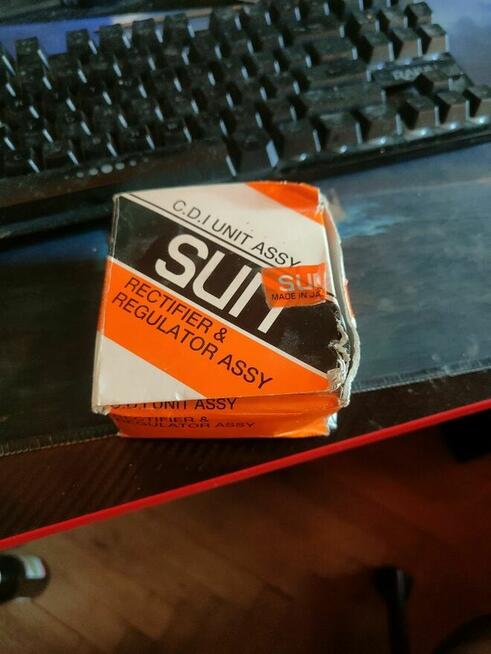 C.D.I UNIT ASSY
SUN
SUN
MADE IN JA
RECTIFIER &
REGULATOR ASSY
C.D.I UNIT ASSY
RECTIFIER &
REGULATOR ASSY